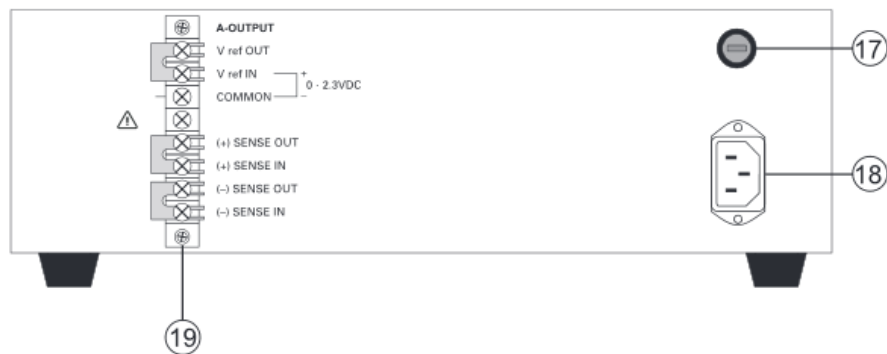 A-OUTPUT
V ref OUT
V ref IN
+
0 - 2.3VDC
COMMON
–
(+) SENSE OUT
(+) SENSE IN
(–) SENSE OUT
(–) SENSE IN
17
18
19